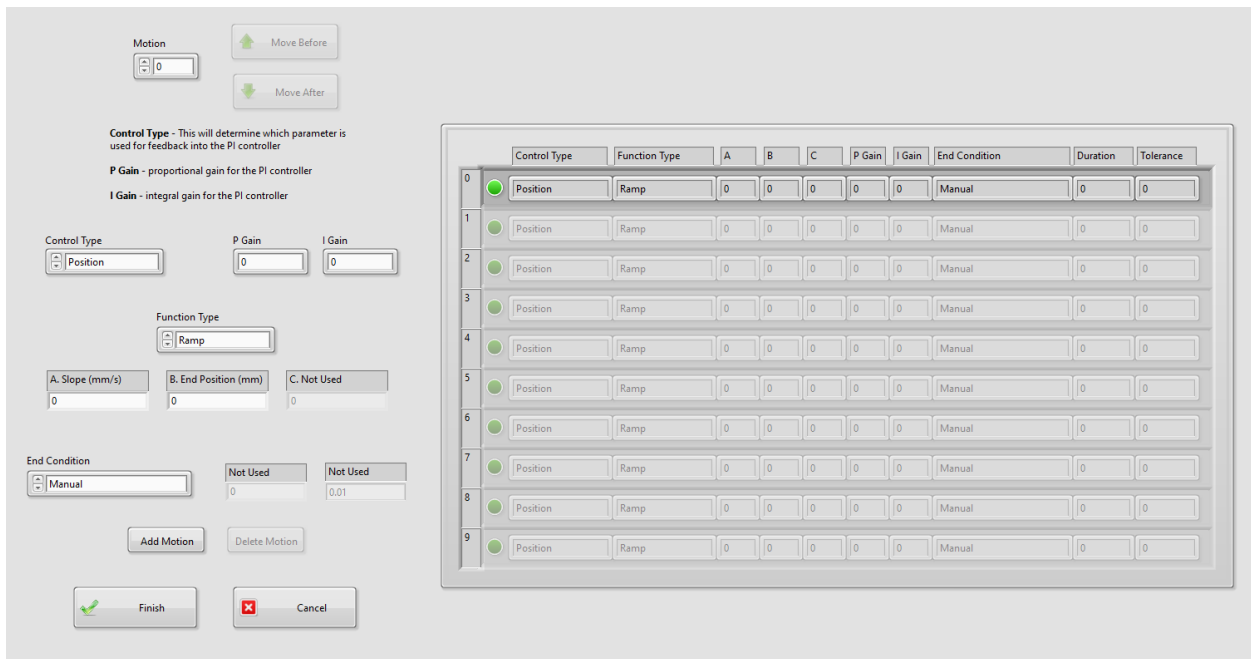 Motion
0
Move Before
Move After
Control Type - This will determine which parameter is
used for feedback into the PI controller
P Gain - proportional gain for the PI controller
I Gain - integral gain for the PI controller
Control Type P Gain I Gain
Position 0 0
Function Type
Ramp
A. Slope (mm/s) B. End Position (mm) C. Not Used
0 0 0
End Condition Not Used Not Used
Manual 0 0.01
Add Motion Delete Motion
Finish Cancel
Control Type Function Type A B C P Gain I Gain End Condition Duration Tolerance
0 Position Ramp 0 0 0 0 0 Manual 0 0
1 Position Ramp 0 0 0 0 0 Manual 0 0
2 Position Ramp 0 0 0 0 0 Manual 0 0
3 Position Ramp 0 0 0 0 0 Manual 0 0
4 Position Ramp 0 0 0 0 0 Manual 0 0
5 Position Ramp 0 0 0 0 0 Manual 0 0
6 Position Ramp 0 0 0 0 0 Manual 0 0
7 Position Ramp 0 0 0 0 0 Manual 0 0
8 Position Ramp 0 0 0 0 0 Manual 0 0
9 Position Ramp 0 0 0 0 0 Manual 0 0